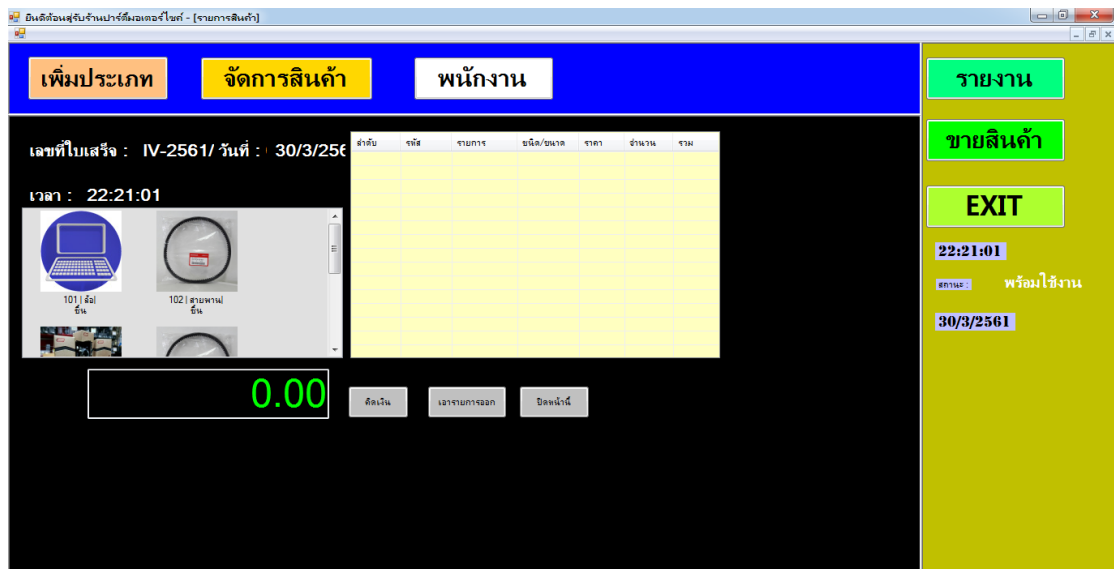 ยินดีต้อนสู่รับร้านปาร์ตี้มอเตอร์ไซค์ - [รายการสินค้า]
เพิ่มประเภท จัดการสินค้า พนักงาน รายงาน
ขายสินค้า
เลขที่ใบเสร็จ : IV-2561/ วันที่ : 30/3/256
ลำดับ รหัส รายการ ชนิด/ขนาด ราคา จำนวน รวม
เวลา : 22:21:01
EXIT
22:21:01
สถานะ : พร้อมใช้งาน
101 | ล้อ|
ชิ้น
102 | สายพาน|
ชิ้น
30/3/2561
0.00
คิดเงิน เอารายการออก ปิดหน้านี้